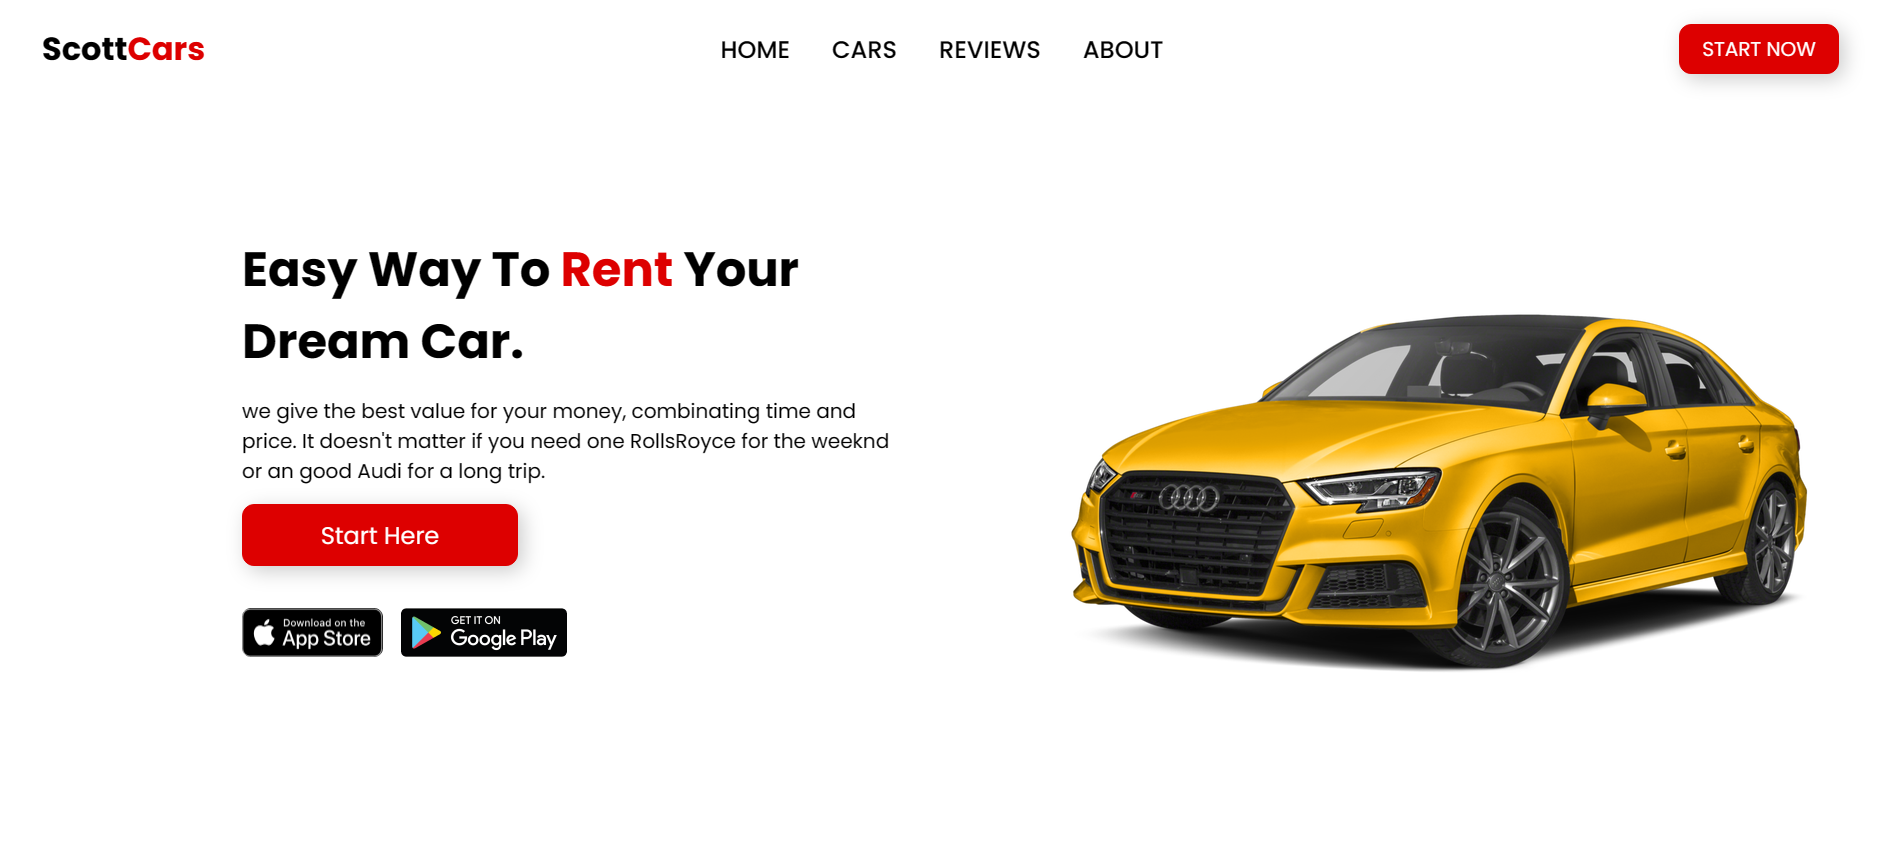 ScottCars
HOME CARS REVIEWS ABOUT
START NOW
Easy Way To Rent Your
Dream Car.
we give the best value for your money, combinating time and
price. It doesn't matter if you need one RollsRoyce for the weeknd
or an good Audi for a long trip.
Start Here
Download on the
App Store
GET IT ON
Google Play